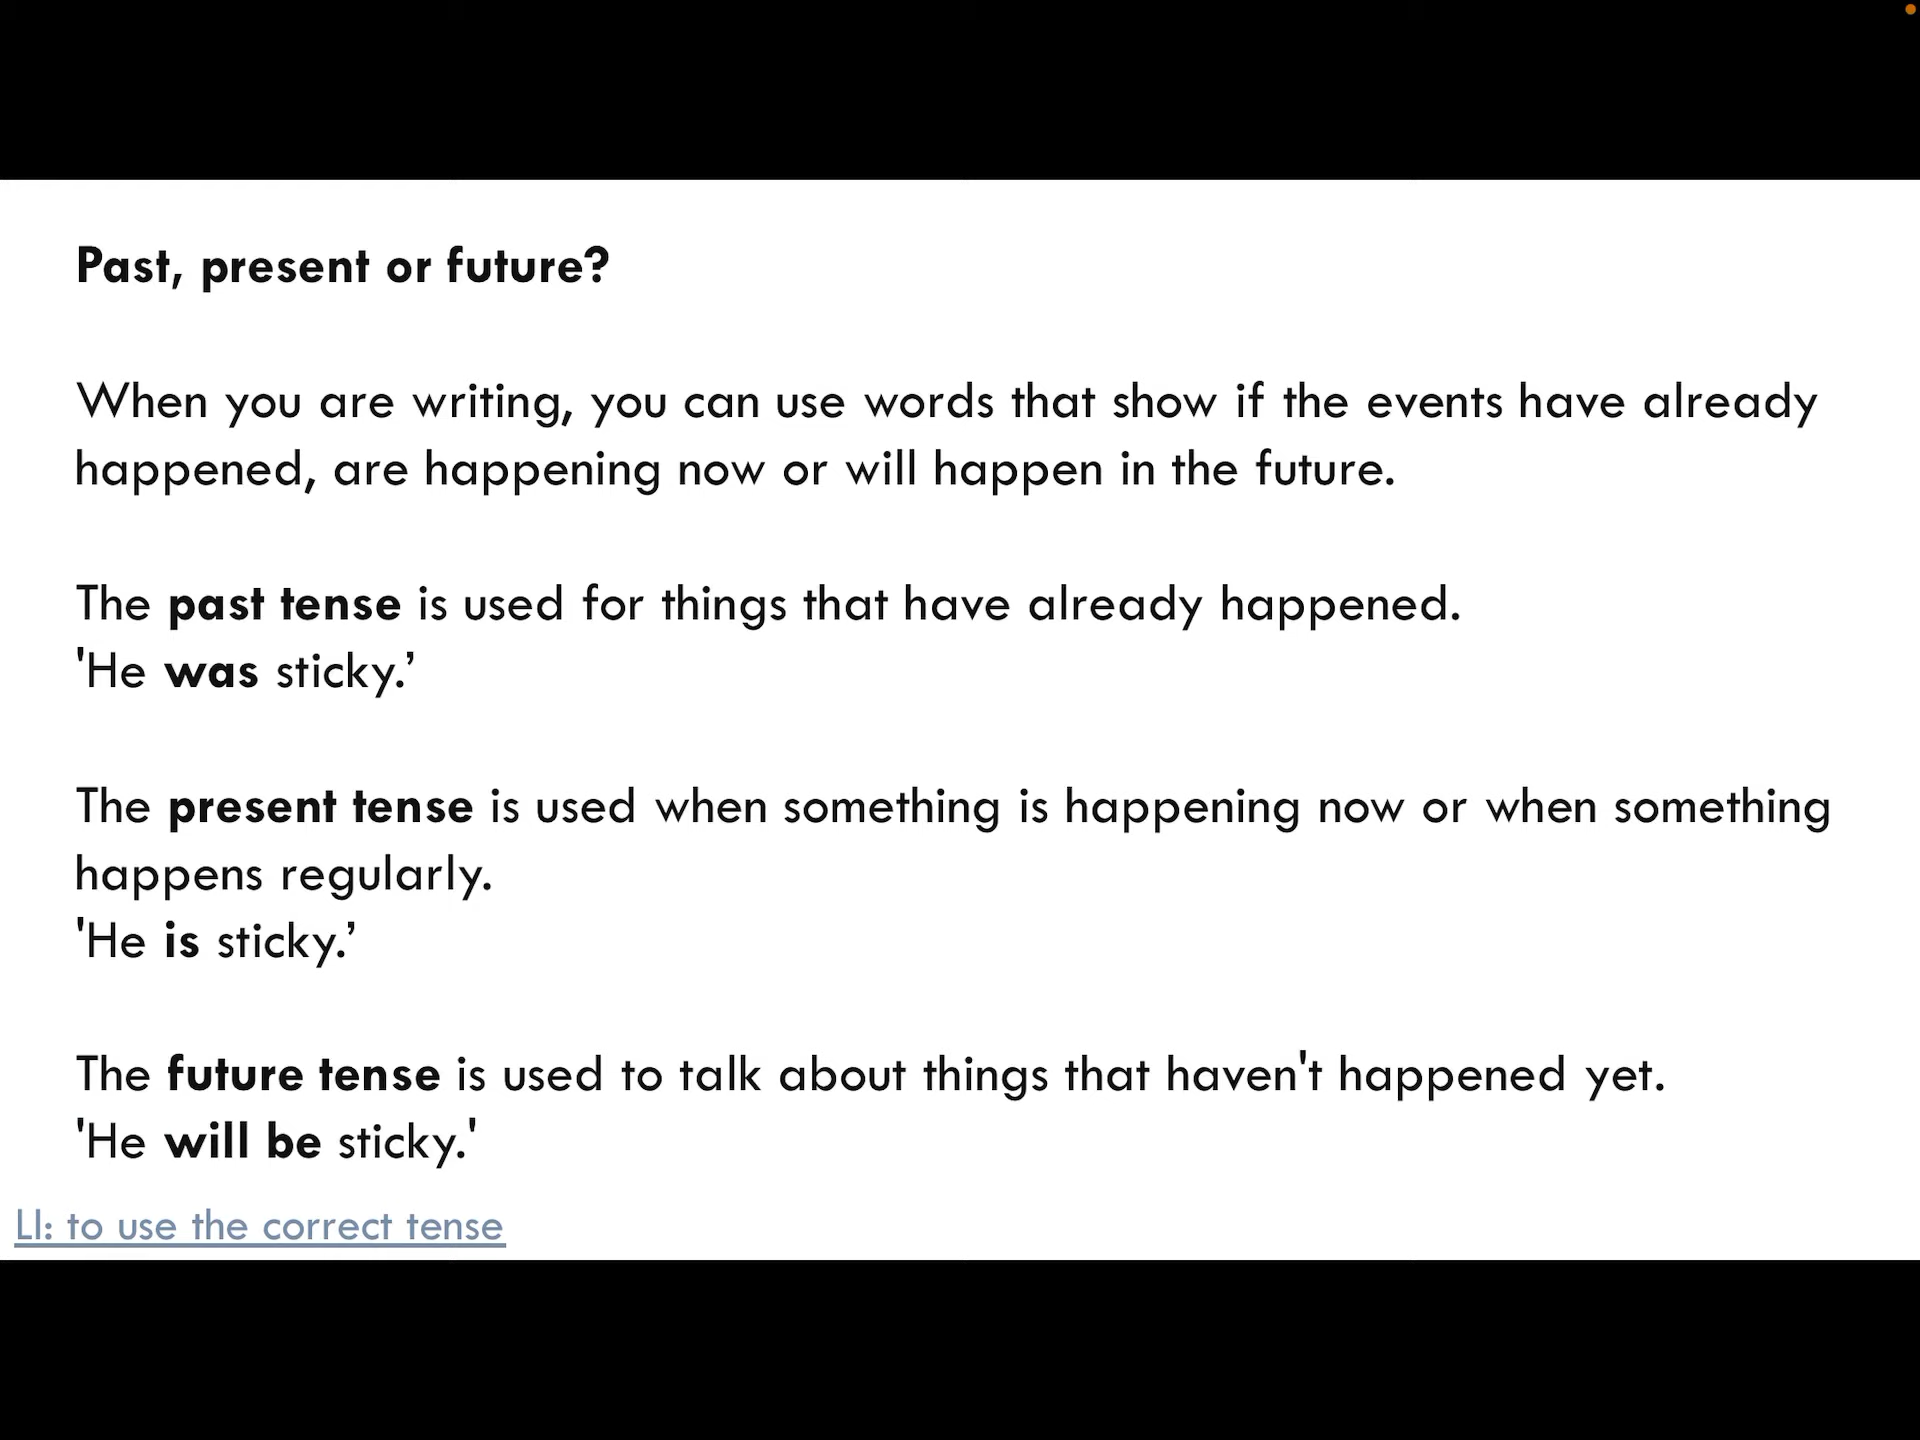 Past, present or future?
When you are writing, you can use words that show if the events have already
happened, are happening now or will happen in the future.
The past tense is used for things that have already happened.
'He was sticky.’
The present tense is used when something is happening now or when something
happens regularly.
'He is sticky.’
The future tense is used to talk about things that haven't happened yet.
'He will be sticky.'
LI: to use the correct tense